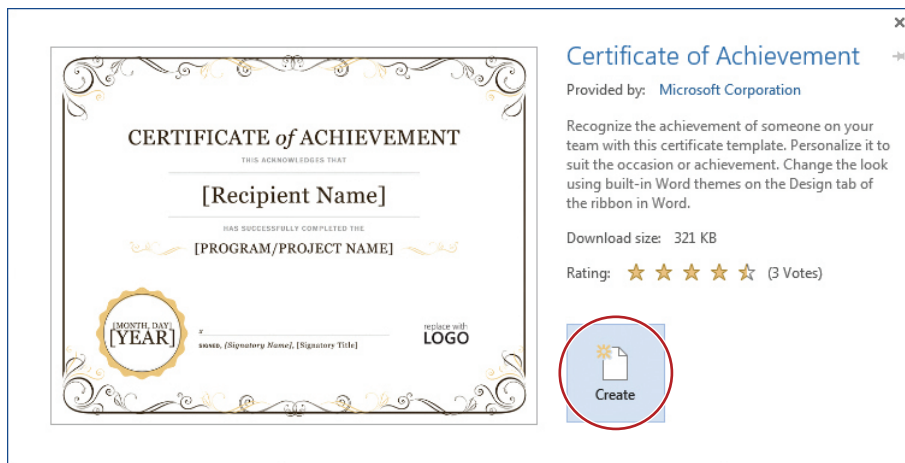 CERTIFICATE of ACHIEVEMENT
THIS ACKNOWLEDGES THAT
[Recipient Name]
HAS SUCCESSFULLY COMPLETED THE
[PROGRAM/PROJECT NAME]
[MONTH, DAY]
[YEAR]
x
SIGNED, [Signatory Name], [Signatory Title]
replace with
LOGO
Certificate of Achievement
Provided by: Microsoft Corporation
Recognize the achievement of someone on your
team with this certificate template. Personalize it to
suit the occasion or achievement. Change the look
using built-in Word themes on the Design tab of
the ribbon in Word.
Download size: 321 KB
Rating: (3 Votes)
Create